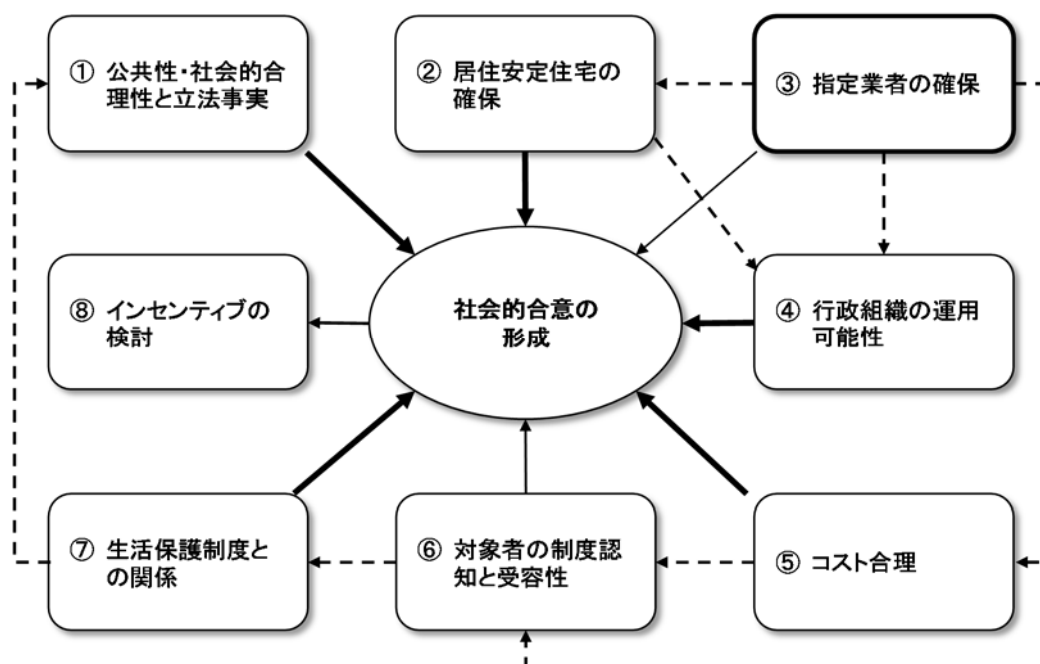 ① 公共性・社会的合
理性と立法事実
② 居住安定住宅の
確保
③ 指定業者の確保
⑧ インセンティブの
検討
社会的合意の
形成
④ 行政組織の運用
可能性
⑦ 生活保護制度と
の関係
⑥ 対象者の制度認
知と受容性
⑤ コスト合理